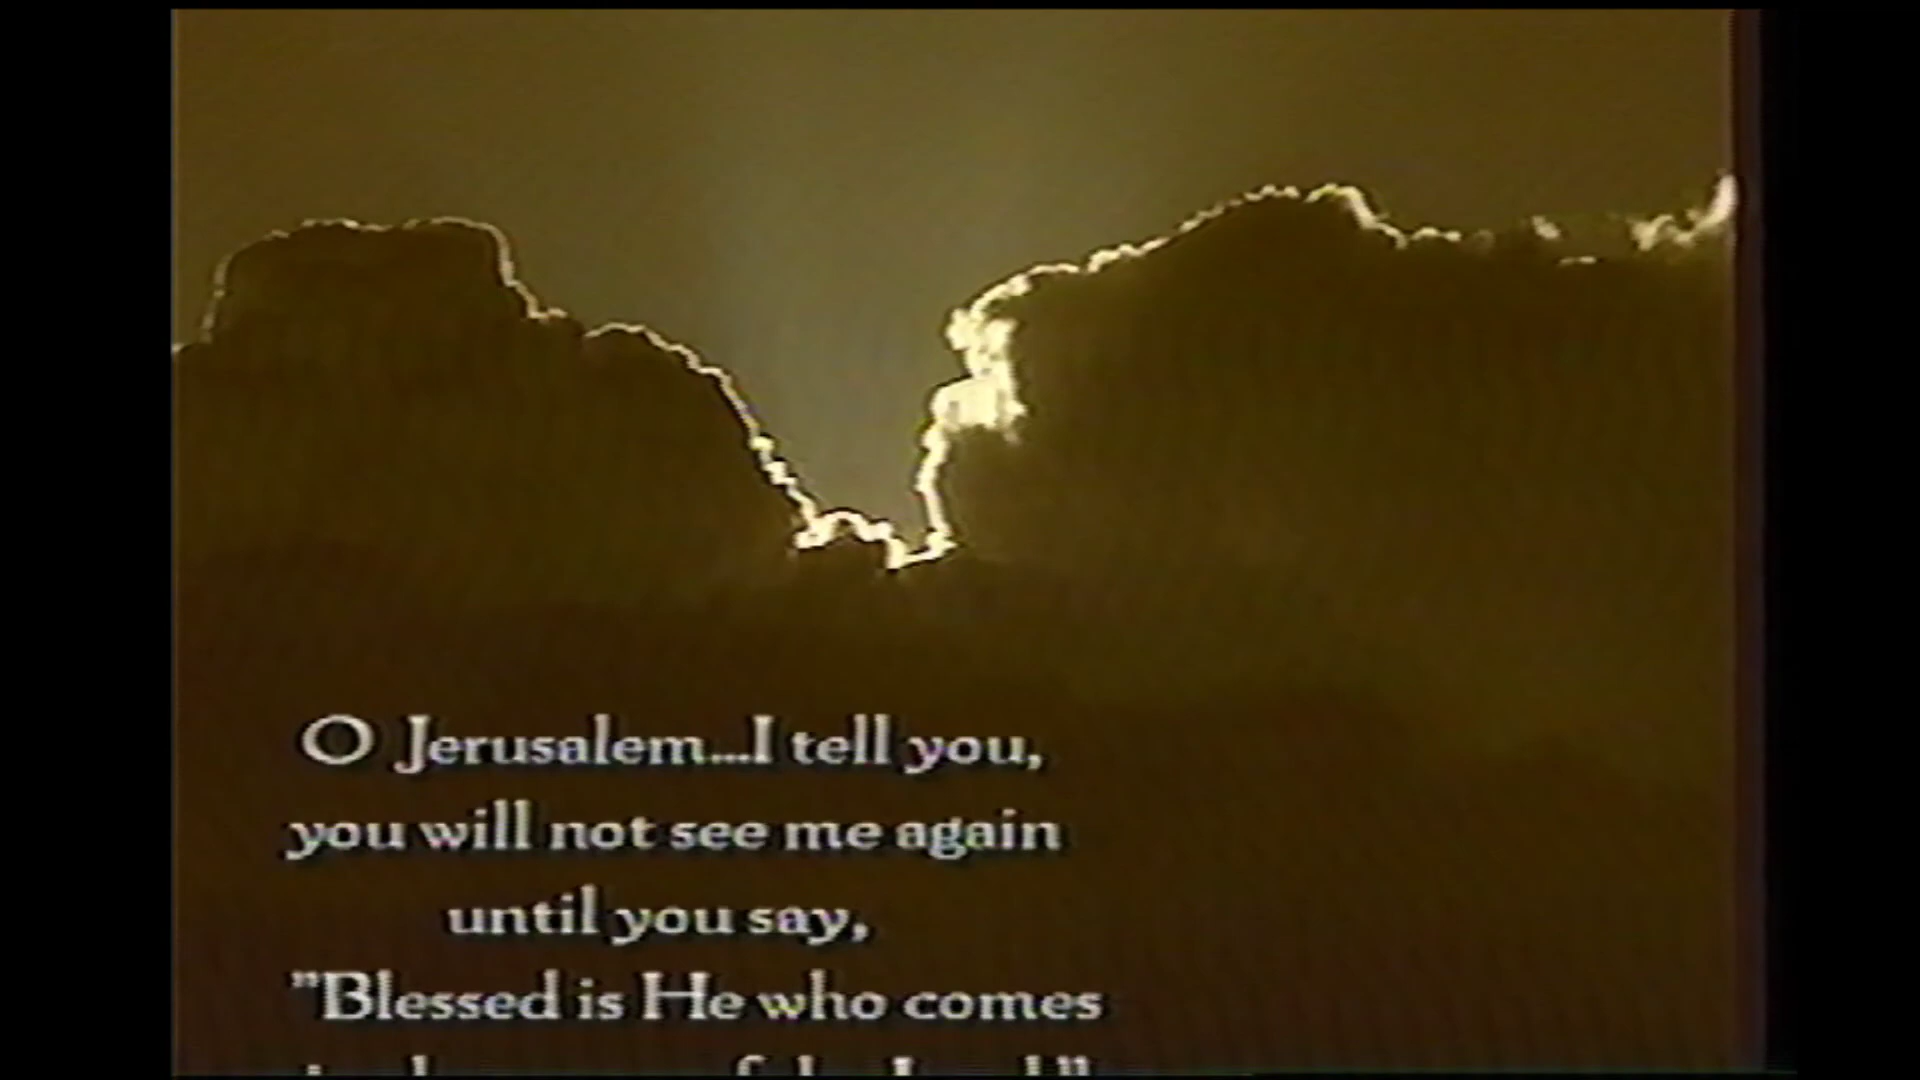 O Jerusalem...I tell you,
you will not see me again
until you say,
"Blessed is He who comes